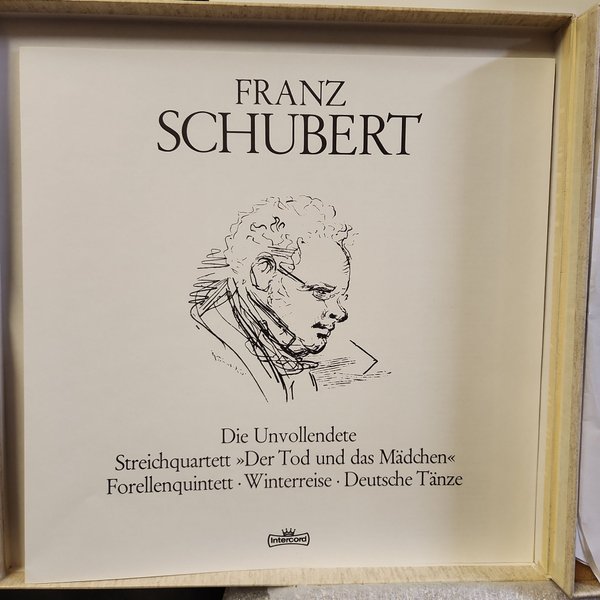 FRANZ
SCHUBERT
Die Unvollendete
Streichquartett »Der Tod und das Mädchen«
Forellenquintett · Winterreise · Deutsche Tänze
Intercord